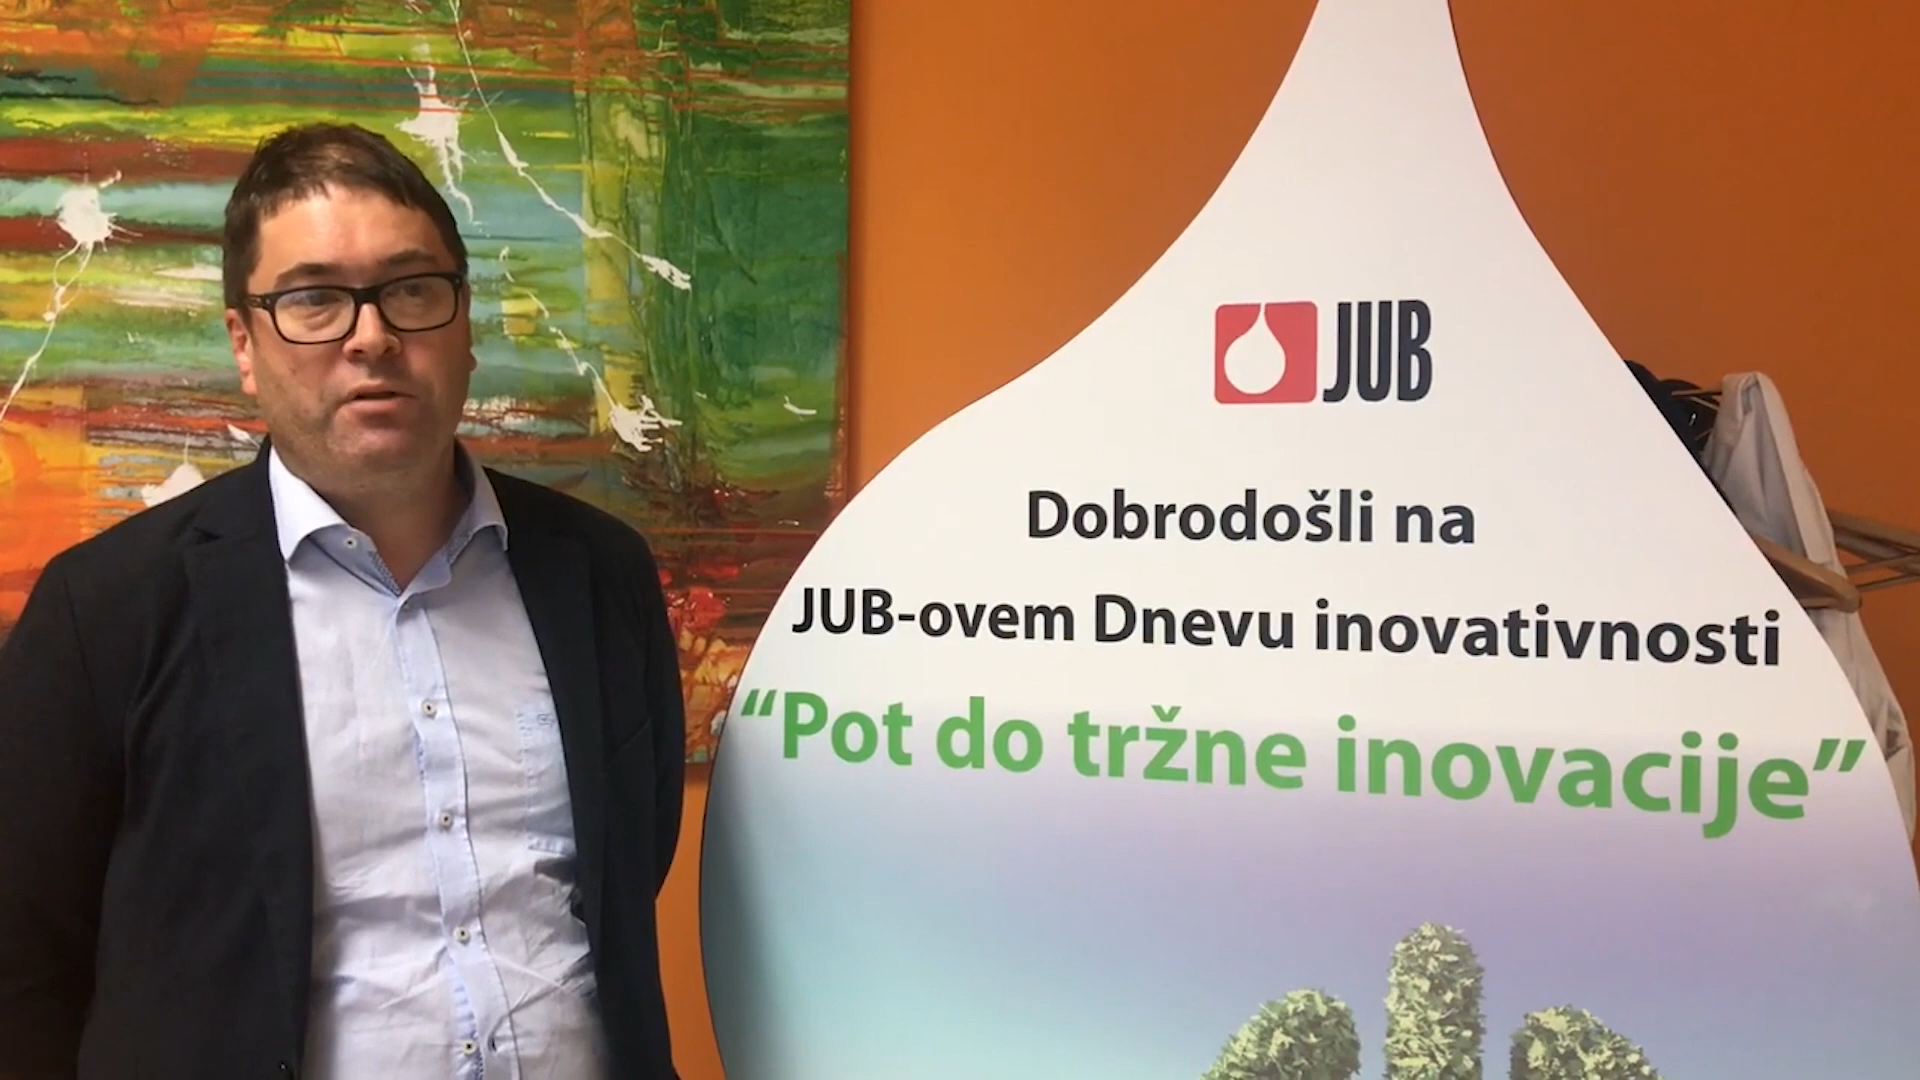 JUB
Dobrodošli na
JUB-ovem Dnevu inovativnosti
“Pot do tržne inovacije”